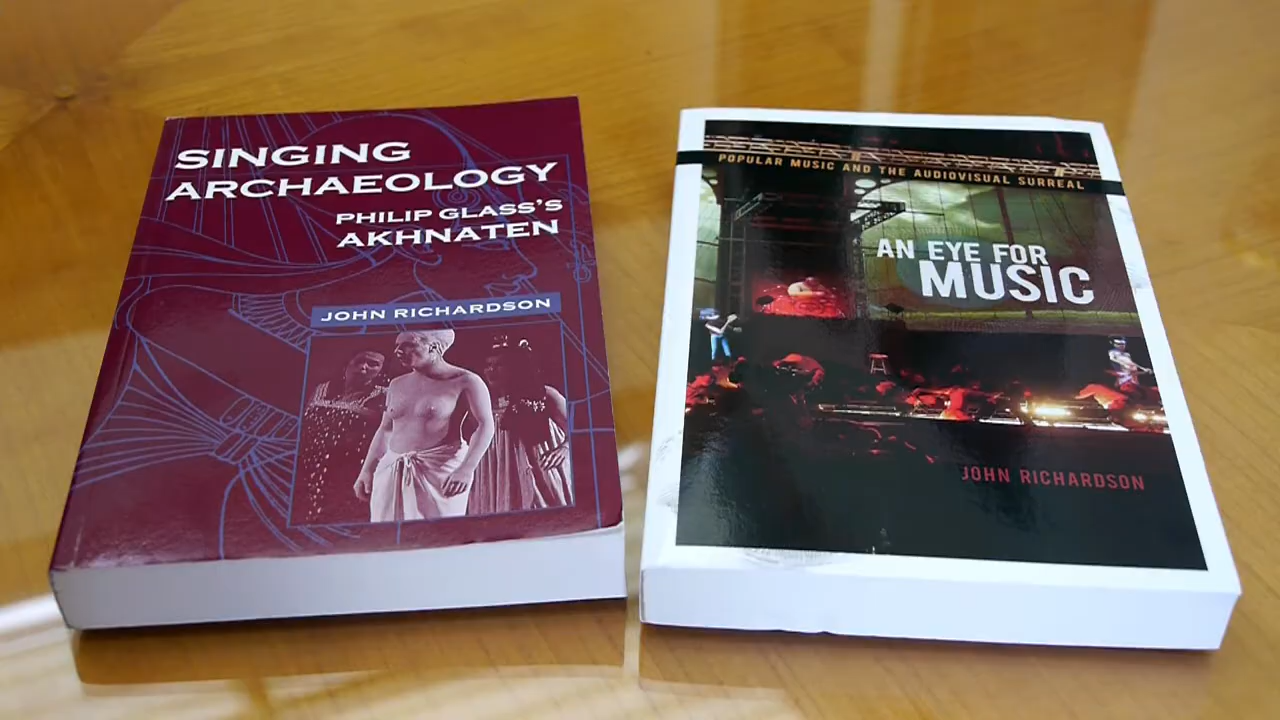 SINGING
ARCHAEOLOGY
PHILIP GLASS'S
AKHNATEN
JOHN RICHARDSON
POPULAR MUSIC AND THE AUDIOVISUAL SURREAL
AN EYE FOR
MUSIC
JOHN RICHARDSON